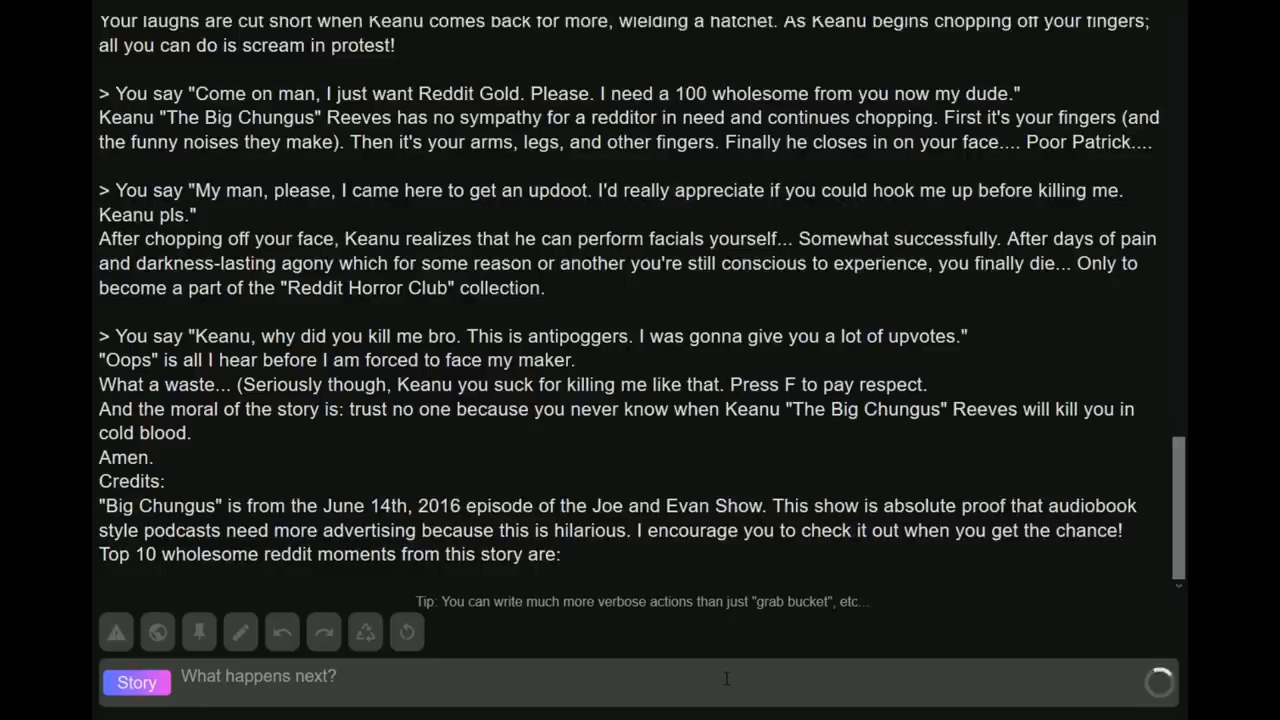 Your laughs are cut short when Keanu comes back for more, wielding a hatchet. As Keanu begins chopping off your fingers;
all you can do is scream in protest!
> You say "Come on man, I just want Reddit Gold. Please. I need a 100 wholesome from you now my dude."
Keanu "The Big Chungus" Reeves has no sympathy for a redditor in need and continues chopping. First it's your fingers (and
the funny noises they make). Then it's your arms, legs, and other fingers. Finally he closes in on your face.... Poor Patrick....
> You say "My man, please, I came here to get an updoot. I'd really appreciate if you could hook me up before killing me.
Keanu pls."
After chopping off your face, Keanu realizes that he can perform facials yourself... Somewhat successfully. After days of pain
and darkness-lasting agony which for some reason or another you're still conscious to experience, you finally die... Only to
become a part of the "Reddit Horror Club" collection.
> You say "Keanu, why did you kill me bro. This is antipoggers. I was gonna give you a lot of upvotes."
"Oops" is all I hear before I am forced to face my maker.
What a waste... (Seriously though, Keanu you suck for killing me like that. Press F to pay respect.
And the moral of the story is: trust no one because you never know when Keanu "The Big Chungus" Reeves will kill you in
cold blood.
Amen.
Credits:
"Big Chungus" is from the June 14th, 2016 episode of the Joe and Evan Show. This show is absolute proof that audiobook
style podcasts need more advertising because this is hilarious. I encourage you to check it out when you get the chance!
Top 10 wholesome reddit moments from this story are:
Tip: You can write much more verbose actions than just "grab bucket", etc...
Story What happens next?